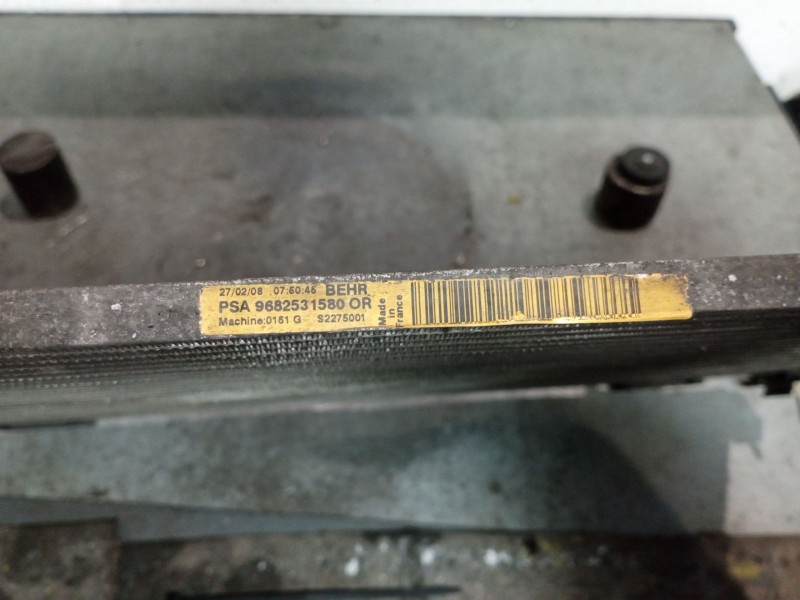 27/02/08 07:50:46 BEHR
PSA 9682531580 OR
Machine:0161 G S2275001
Made
in
France